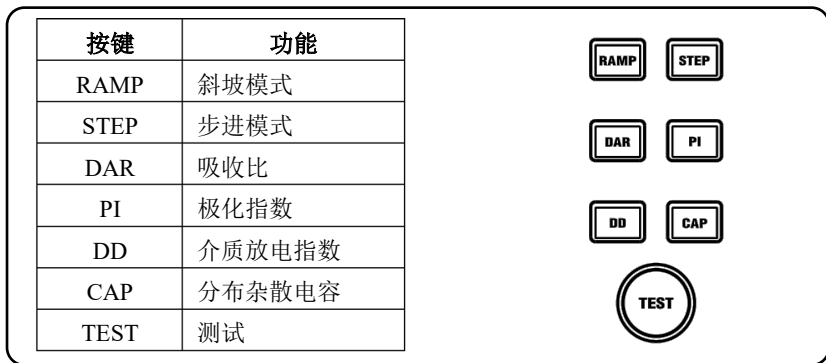 按键 功能
RAMP 斜坡模式
STEP 步进模式
DAR 吸收比
PI 极化指数
DD 介质放电指数
CAP 分布杂散电容
TEST 测试
RAMP STEP
DAR PI
DD CAP
TEST